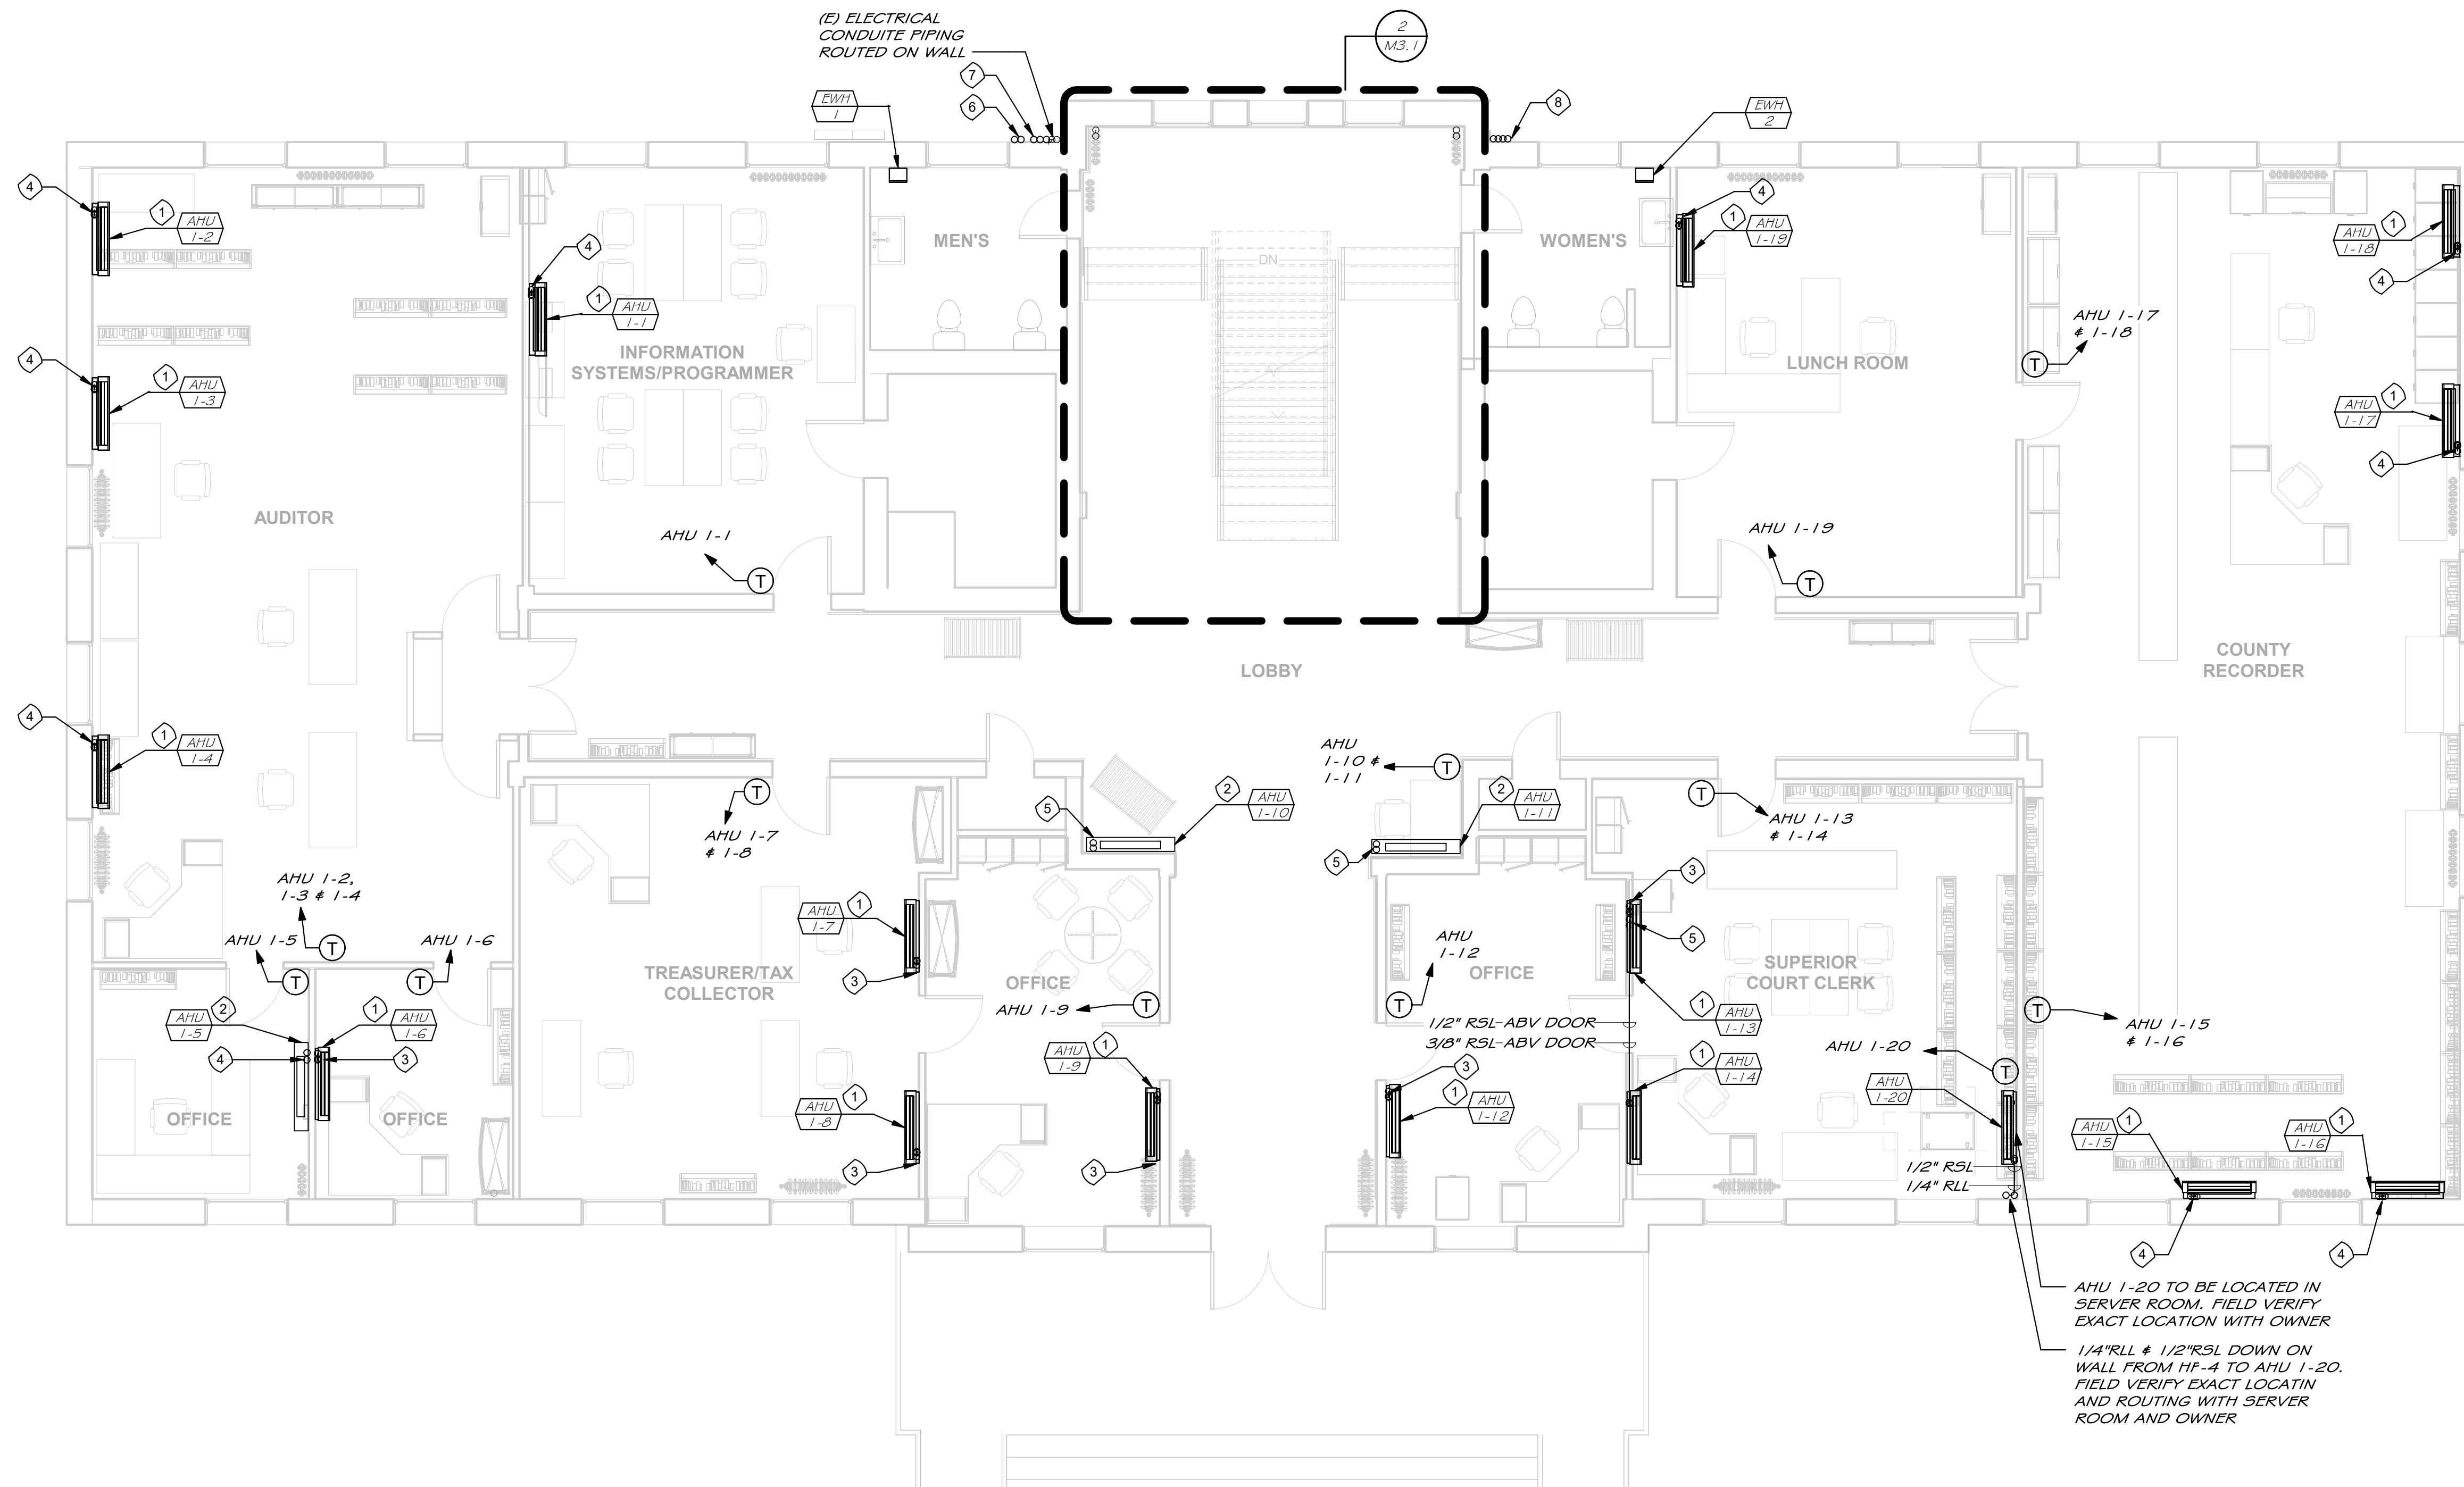 (E) ELECTRICAL
CONDUITE PIPING
ROUTED ON WALL
2
M3.1
7
6
8
EWH
1
EWH
2
4
1
AHU
1-2
4
1
AHU
1-1
MEN'S
DN
WOMEN'S
4
1
AHU
1-19
1
AHU
1-18
4
4
1
AHU
1-3
INFORMATION
SYSTEMS/PROGRAMMER
LUNCH ROOM
AHU 1-17
& 1-18
T
1
AHU
1-17
4
AUDITOR
AHU 1-1
T
AHU 1-19
T
LOBBY
COUNTY
RECORDER
4
1
AHU
1-4
T
AHU 1-7
& 1-8
5
2
AHU
1-10
AHU
1-10 &
1-11
T
5
2
AHU
1-11
T
AHU 1-13
& 1-14
AHU 1-2,
1-3 & 1-4
T
AHU 1-5
T
AHU 1-6
T
TREASURER/TAX
COLLECTOR
AHU
1-7
1
3
OFFICE
AHU 1-9
T
AHU
1-12
T
OFFICE
3
5
SUPERIOR
COURT CLERK
1
AHU
1-13
1/2" RSL-ABV DOOR
3/8" RSL-ABV DOOR
T
AHU 1-15
& 1-16
2
AHU
1-5
4
OFFICE
1
AHU
1-6
3
OFFICE
AHU
1-8
1
3
AHU
1-9
1
3
3
1
AHU
1-12
1
AHU
1-14
AHU 1-20
T
AHU
1-20
1/2" RSL
1/4" RLL
AHU
1-15
1
4
AHU
1-16
1
4
AHU 1-20 TO BE LOCATED IN
SERVER ROOM. FIELD VERIFY
EXACT LOCATION WITH OWNER
1/4"RLL & 1/2"RSL DOWN ON
WALL FROM HF-4 TO AHU 1-20.
FIELD VERIFY EXACT LOCATIN
AND ROUTING WITH SERVER
ROOM AND OWNER